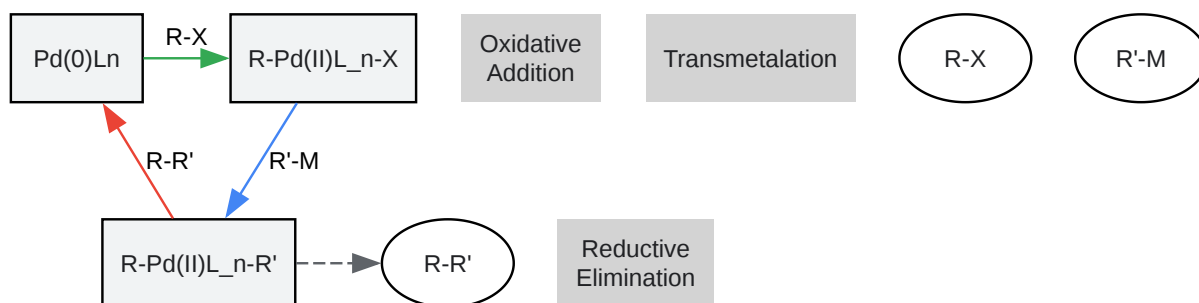 Pd(0)Ln
R-X
R-Pd(II)L_n-X
Oxidative
Addition
Transmetalation
R-X
R'-M
R-R'
R'-M
R-Pd(II)L_n-R'
R-R'
Reductive
Elimination